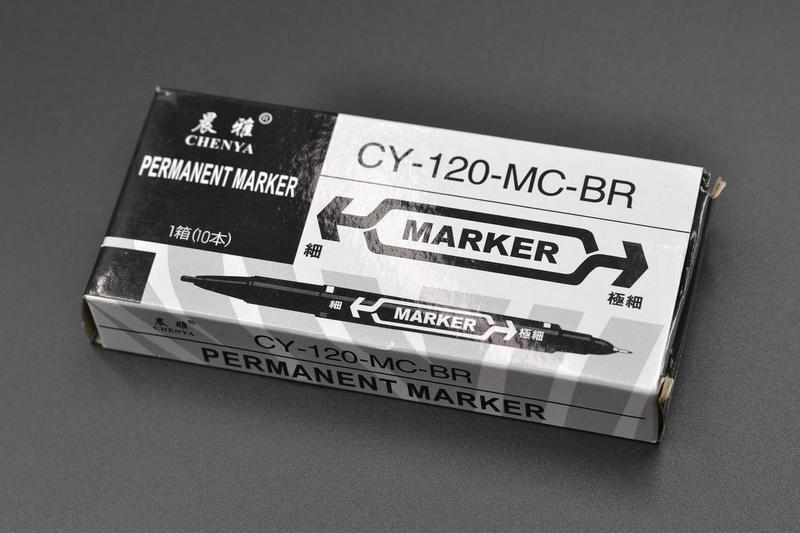 晨雅®
CHENYA
PERMANENT MARKER
1箱(10本)
CY-120-MC-BR
MARKER
細
極細
細
MARKER
極細
晨雅®
CHENYA
CY-120-MC-BR
PERMANENT MARKER